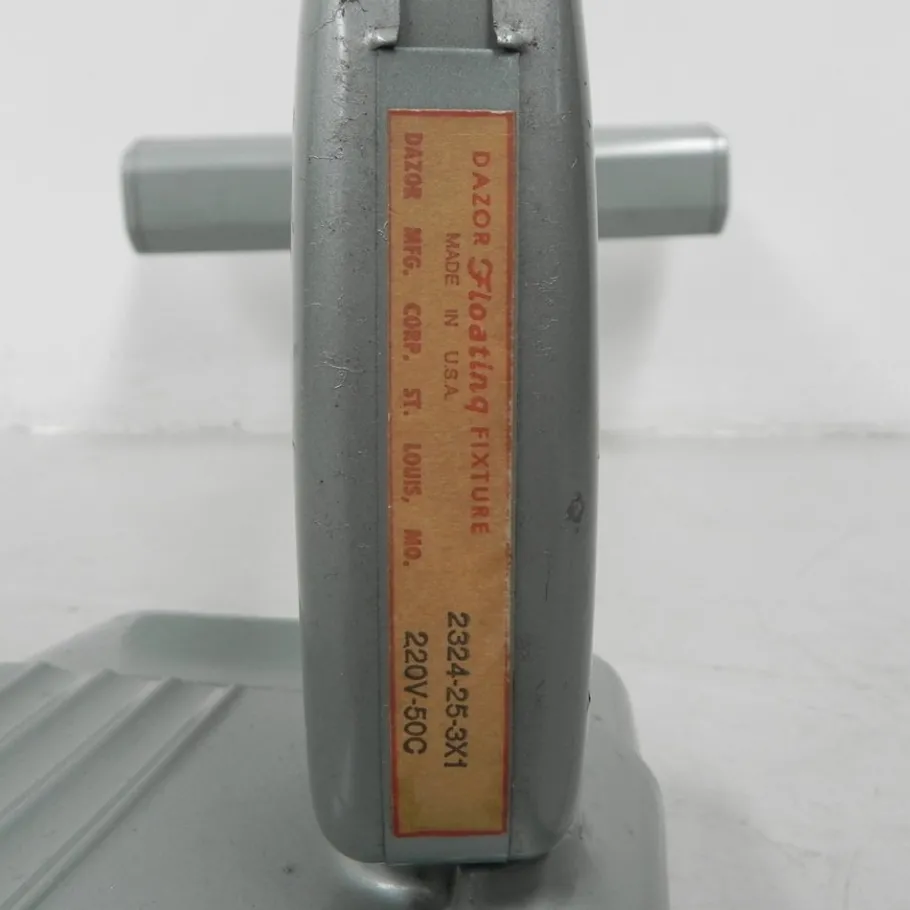 DAZOR Floating FIXTURE
MADE IN U.S.A.
DAZOR MFG. CORP. ST. LOUIS, MO.
2324-25-3X1
220V-50C